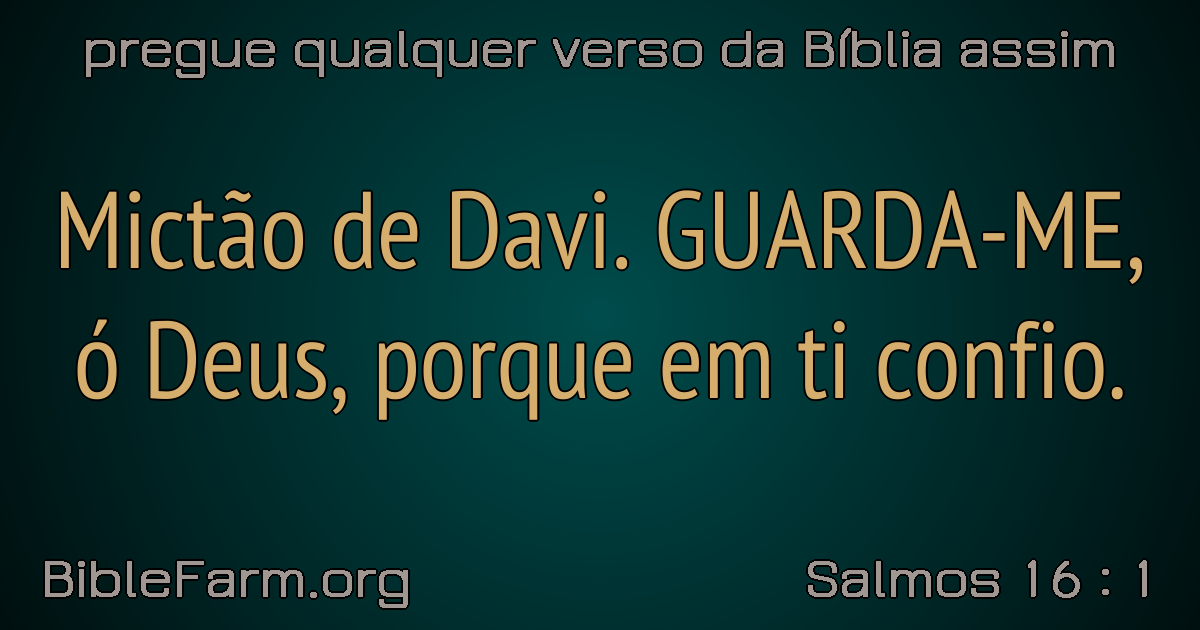 pregue qualquer verso da Bíblia assim
Mictão de Davi. GUARDA-ME,
ó Deus, porque em ti confio.
BibleFarm.org
Salmos 16 : 1